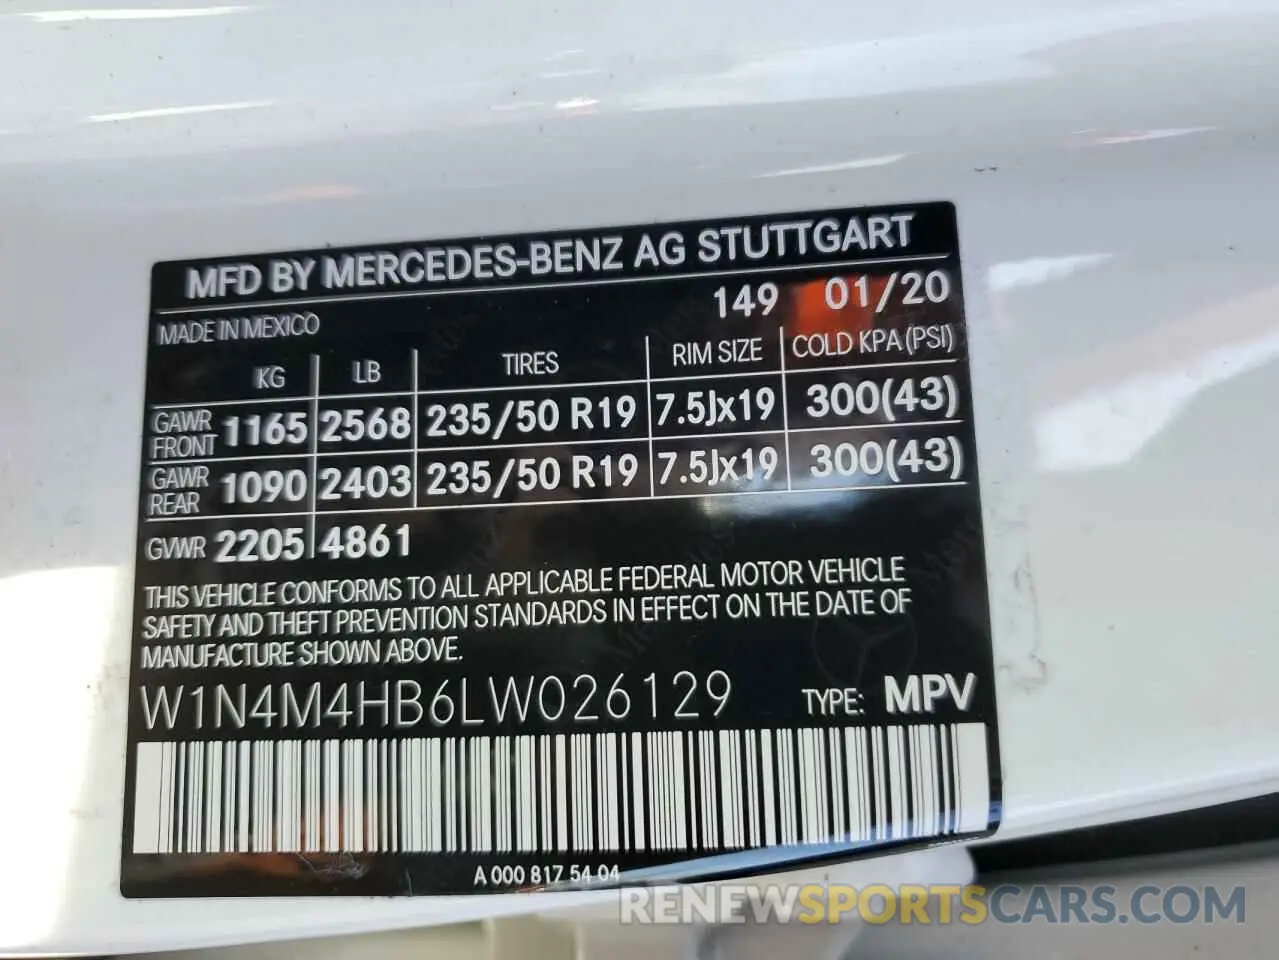 MFD BY MERCEDES-BENZ AG STUTTGART
149 01/20
MADE IN MEXICO
KG LB TIRES RIM SIZE COLD KPA (PSI)
GAWR FRONT 1165 2568 235/50 R19 7.5Jx19 300(43)
GAWR REAR 1090 2403 235/50 R19 7.5Jx19 300(43)
GVWR 2205 4861
THIS VEHICLE CONFORMS TO ALL APPLICABLE FEDERAL MOTOR VEHICLE
SAFETY AND THEFT PREVENTION STANDARDS IN EFFECT ON THE DATE OF
MANUFACTURE SHOWN ABOVE.
W1N4M4HB6LW026129 TYPE: MPV
A 000 817 54 04
RENEWSPORTSCARS.COM